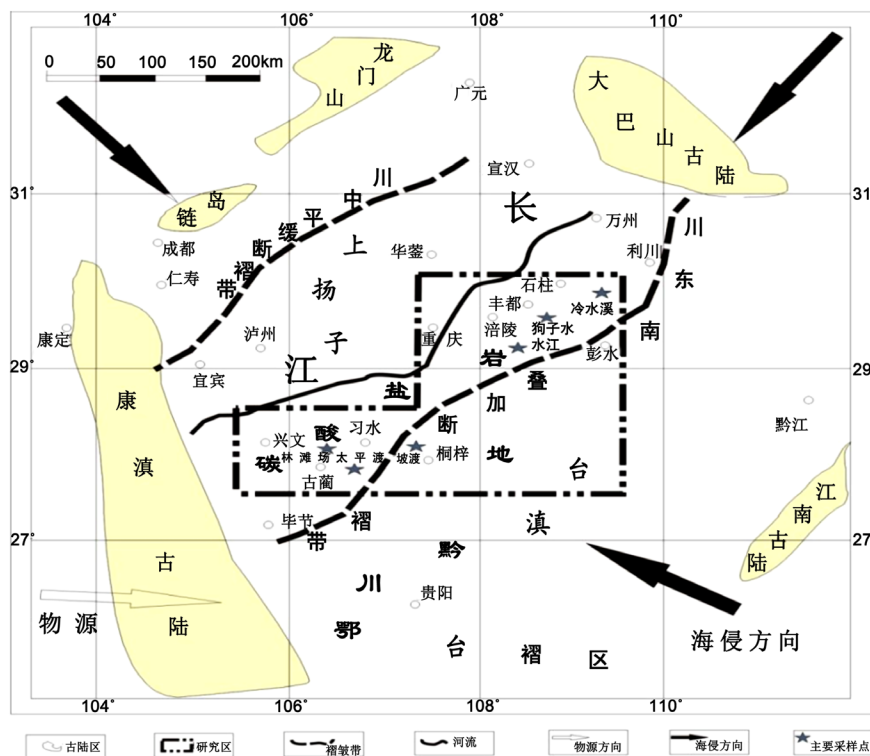 104° 106° 108° 110°
0 50 100 150 200km
龙门山
广元
大巴山古陆
宣汉
31° 31°
岛链
川中平缓断褶带
长
万州
川东南断褶带
成都
上扬子
华蓥
利川
仁寿
石柱
冷水溪
丰都
康定
泸州
重庆
涪陵
狗子水
水江
江
岩
彭水
29° 29°
宜宾
盐
叠
康滇古陆
加
黔江
酸
习水
兴文
碳
林滩场太平渡
坡渡
桐梓
地
台
古蔺
江南古陆
毕节
滇
27° 27°
黔
川
贵阳
鄂
物源
海侵方向
台褶区
104° 106° 108° 110°
古陆区 研究区 褶皱带 河流 物源方向 海侵方向 主要采样点